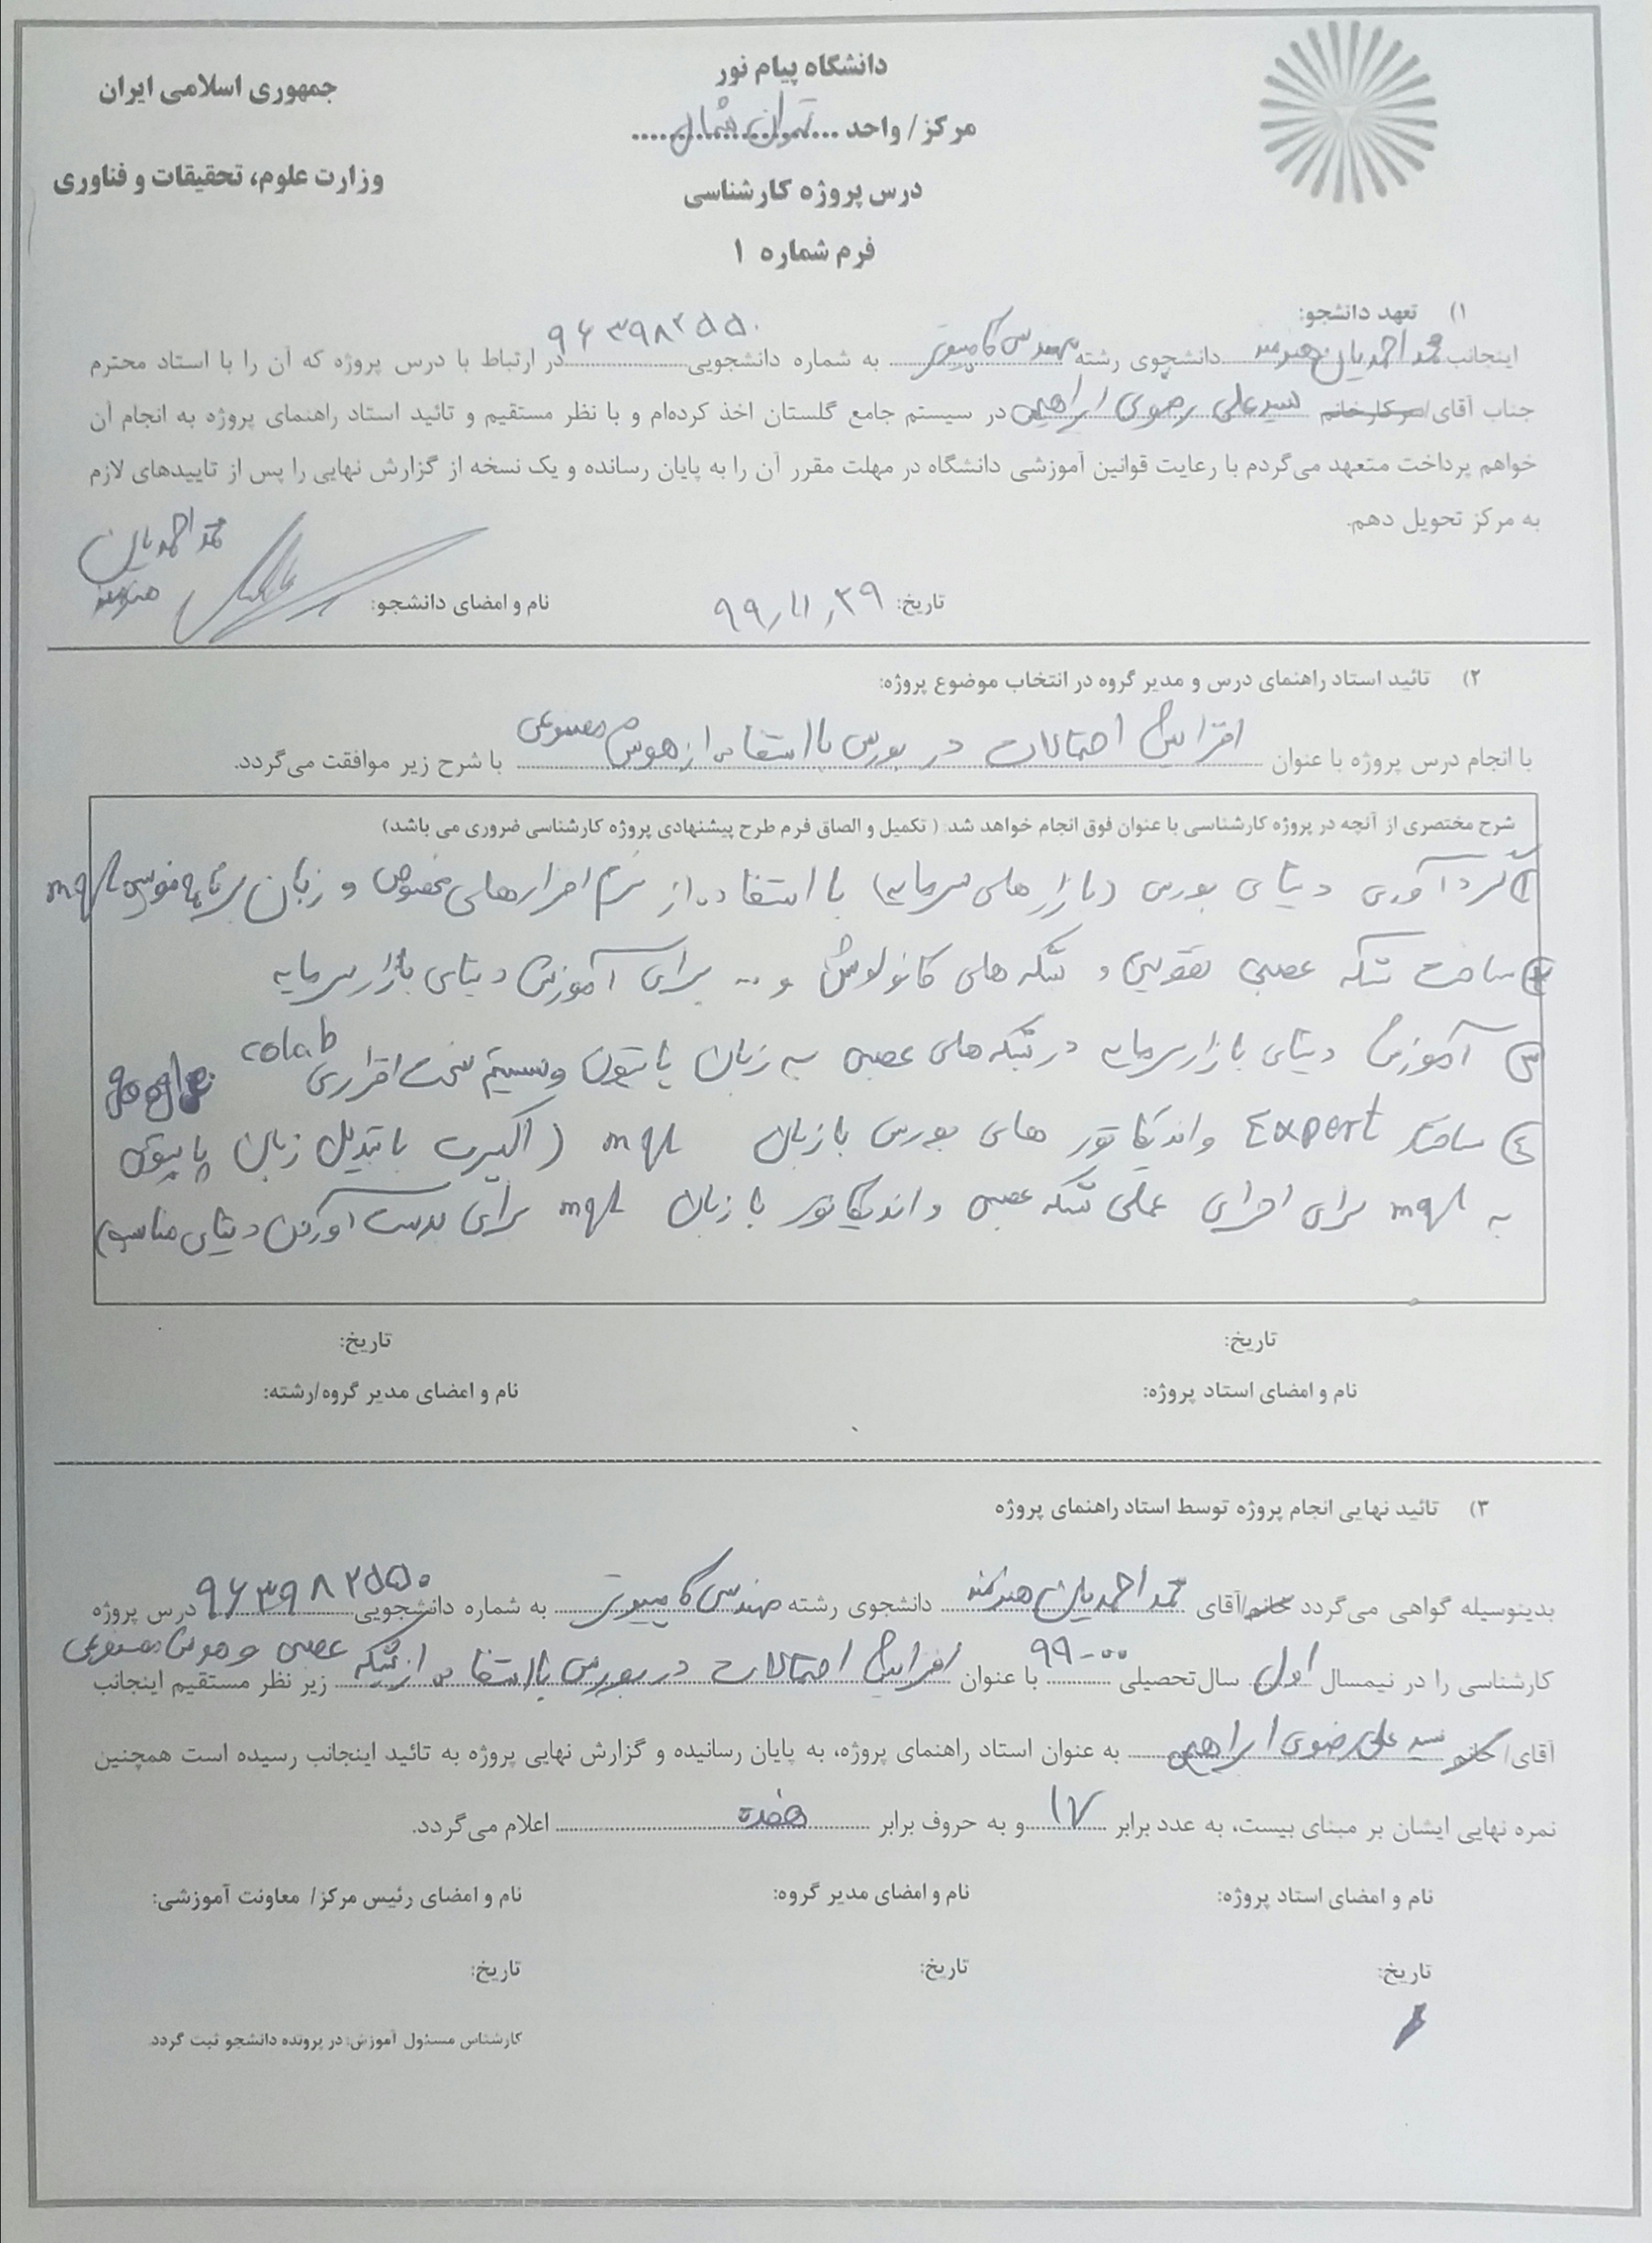 جمهوری اسلامی ایران
وزارت علوم، تحقیقات و فناوری
دانشگاه پیام نور
مرکز/ واحد تهران شمال
درس پروژه کارشناسی
فرم شماره ۱
۱) تعهد دانشجو:
اینجانب محمد احمدیان هنرمند دانشجوی رشته مهندسی کامپیوتر به شماره دانشجویی ۹۶۳۹۸۲۵۵۰ در ارتباط با درس پروژه که آن را با استاد محترم
جناب آقای/سرکار خانم سید علی رضوی ابراهیمی در سیستم جامع گلستان اخذ کرده‌ام و با نظر مستقیم و تائید استاد راهنمای پروژه به انجام آن
خواهم پرداخت متعهد می‌گردم با رعایت قوانین آموزشی دانشگاه در مهلت مقرر آن را به پایان رسانده و یک نسخه از گزارش نهایی را پس از تاییدهای لازم
به مرکز تحویل دهم.
تاریخ: ۹۹,۱۱,۲۹ نام و امضای دانشجو: محمد احمدیان هنرمند
۲) تائید استاد راهنمای درس و مدیر گروه در انتخاب موضوع پروژه:
با انجام درس پروژه با عنوان افزایش احتمالات در بورس با استفاده از هوش مصنوعی با شرح زیر موافقت می‌گردد.
شرح مختصری از آنچه در پروژه کارشناسی با عنوان فوق انجام خواهد شد: ( تکمیل و الصاق فرم طرح پیشنهادی پروژه کارشناسی ضروری می باشد)
۱ گردآوری دیتای بورس (بازار های سرمایه) با استفاده از نرم افزارهای مخصوص و زبان برنامه نویسی mql
۲ ساخت شبکه عصبی تقویتی و شبکه های کانولوشن و ... برای آموزش دیتای بازار سرمایه
۳ آموزش دیتای بازار سرمایه در شبکه های عصبی به زبان پایتون و سیستم سخت افزاری google colab
۴ ساخت Expert و اندیکاتور های بورس با زبان mql ( اکسپرت با تبدیل زبان پایتون
به mql برای اجرای عملی شبکه عصبی و اندیکاتور با زبان mql برای بدست آوردن دیتای مناسب)
تاریخ: تاریخ:
نام و امضای استاد پروژه: نام و امضای مدیر گروه/رشته:
۳) تائید نهایی انجام پروژه توسط استاد راهنمای پروژه
بدینوسیله گواهی می‌گردد خانم/آقای محمد احمدیان هنرمند دانشجوی رشته مهندسی کامپیوتر به شماره دانشجویی ۹۶۳۹۸۲۵۵۰ درس پروژه
کارشناسی را در نیمسال اول سال تحصیلی ۹۹-۰۰ با عنوان افزایش احتمالات در بورس با استفاده از شبکه عصبی و هوش مصنوعی زیر نظر مستقیم اینجانب
آقای/ خانم سید علی رضوی ابراهیمی به عنوان استاد راهنمای پروژه، به پایان رسانیده و گزارش نهایی پروژه به تائید اینجانب رسیده است همچنین
نمره نهایی ایشان بر مبنای بیست، به عدد برابر ۱۷ و به حروف برابر هفده اعلام می‌گردد.
نام و امضای استاد پروژه: نام و امضای مدیر گروه: نام و امضای رئیس مرکز/ معاونت آموزشی:
تاریخ: تاریخ: تاریخ:
کارشناس مسئول آموزش: در پرونده دانشجو ثبت گردد.